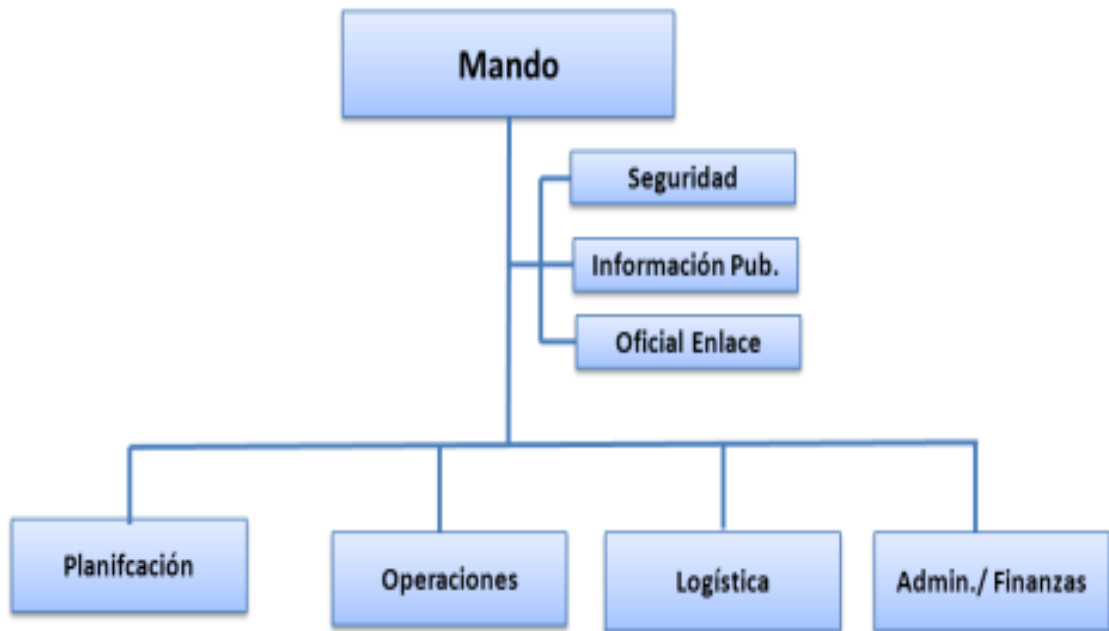 Mando
Seguridad
Información Pub.
Oficial Enlace
Planifcación
Operaciones
Logística
Admin./ Finanzas